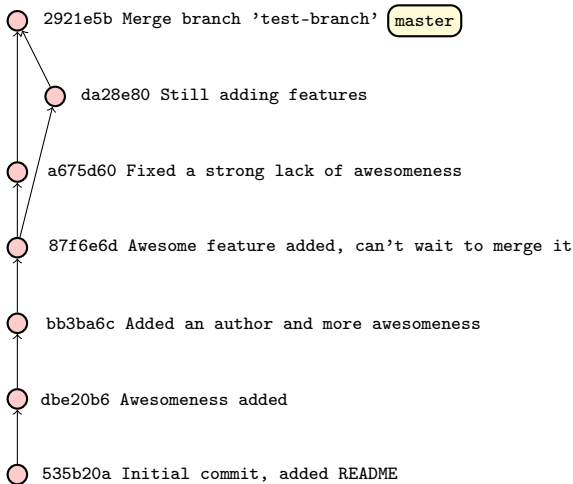 2921e5b Merge branch ’test-branch’ master
da28e80 Still adding features
a675d60 Fixed a strong lack of awesomeness
87f6e6d Awesome feature added, can’t wait to merge it
bb3ba6c Added an author and more awesomeness
dbe20b6 Awesomeness added
535b20a Initial commit, added README